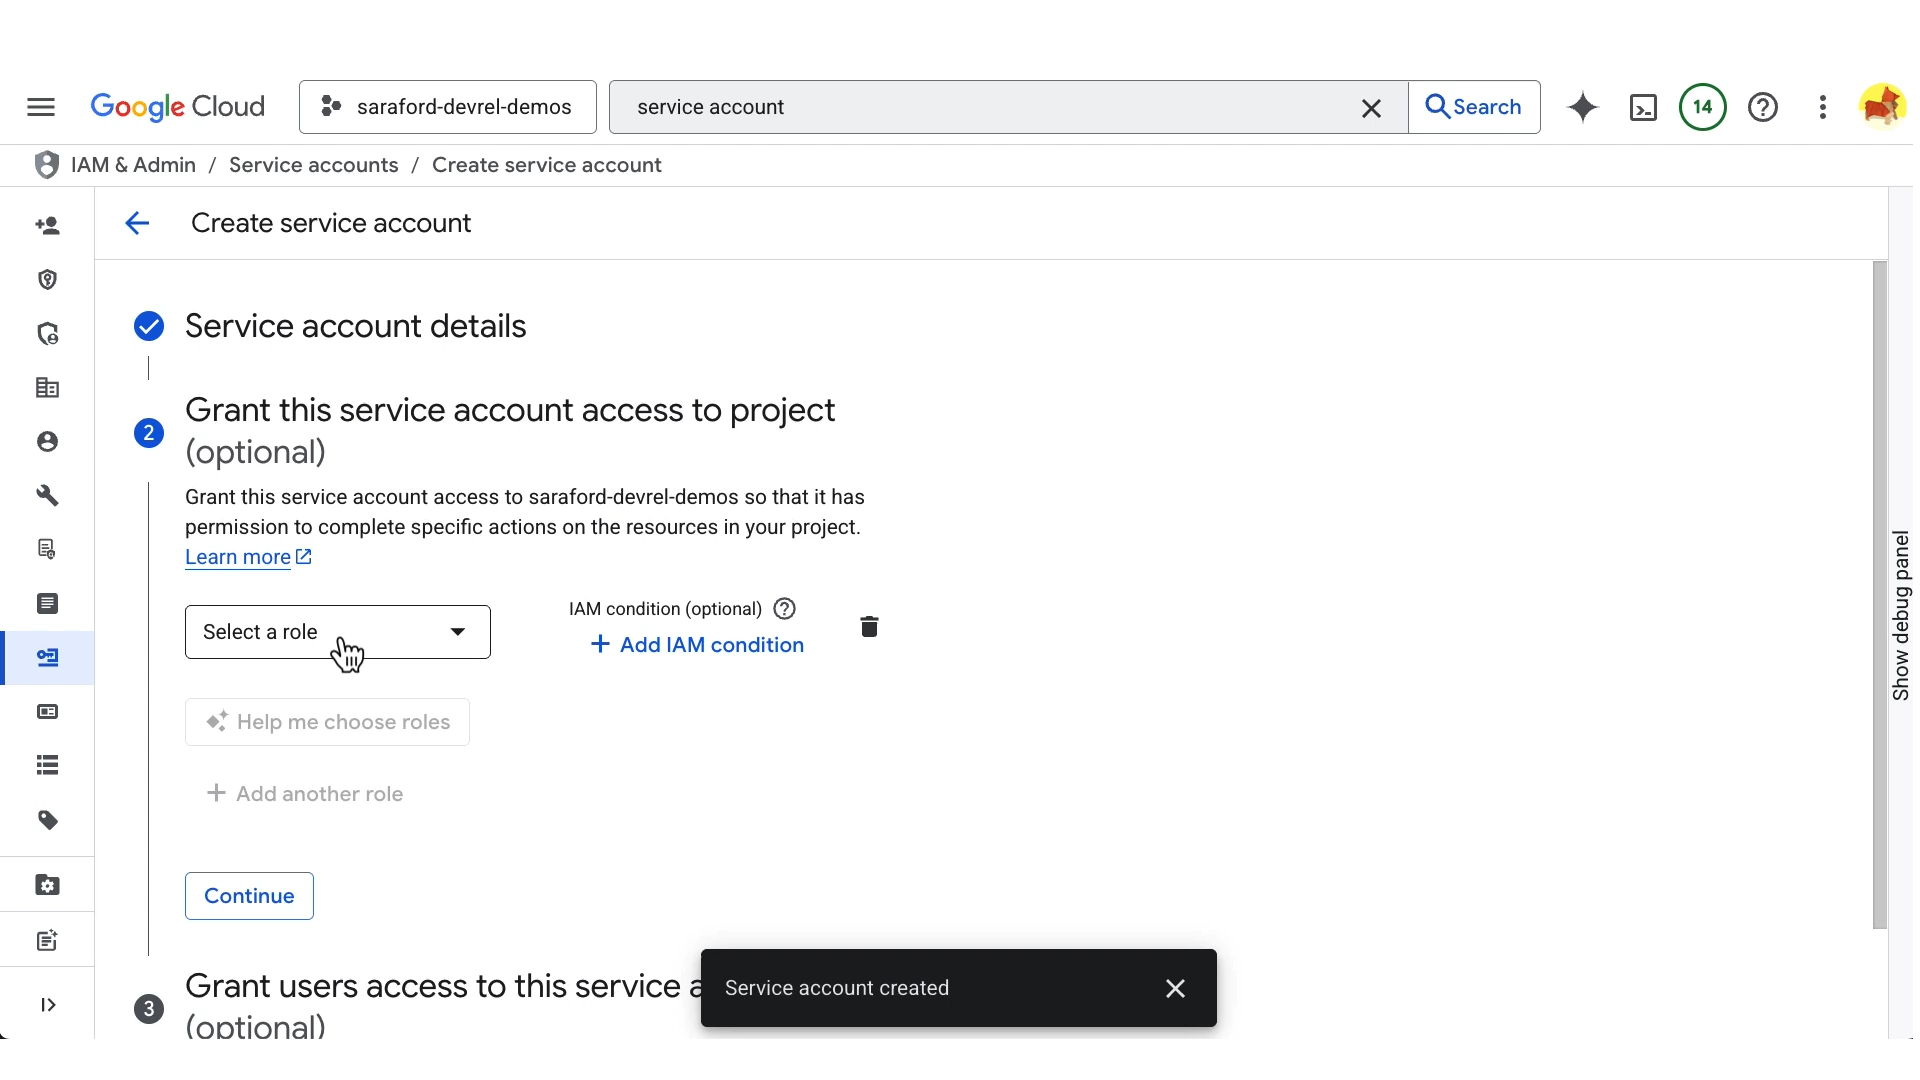 Google Cloud
saraford-devrel-demos
service account
Search
14
IAM & Admin / Service accounts / Create service account
Create service account
Service account details
2
Grant this service account access to project
(optional)
Grant this service account access to saraford-devrel-demos so that it has
permission to complete specific actions on the resources in your project.
Learn more
Select a role
IAM condition (optional)
+ Add IAM condition
Help me choose roles
+ Add another role
Continue
3
Grant users access to this service a
(optional)
Service account created
Show debug panel